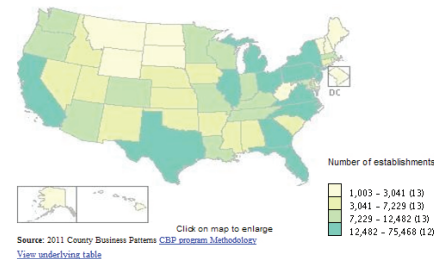 DC
Number of establishments
1,003 - 3,041 (13)
3,041 - 7,229 (13)
7,229 - 12,482 (13)
12,482 - 75,468 (12)
Click on map to enlarge
Source: 2011 County Business Patterns CBP program Methodology
View underlying table